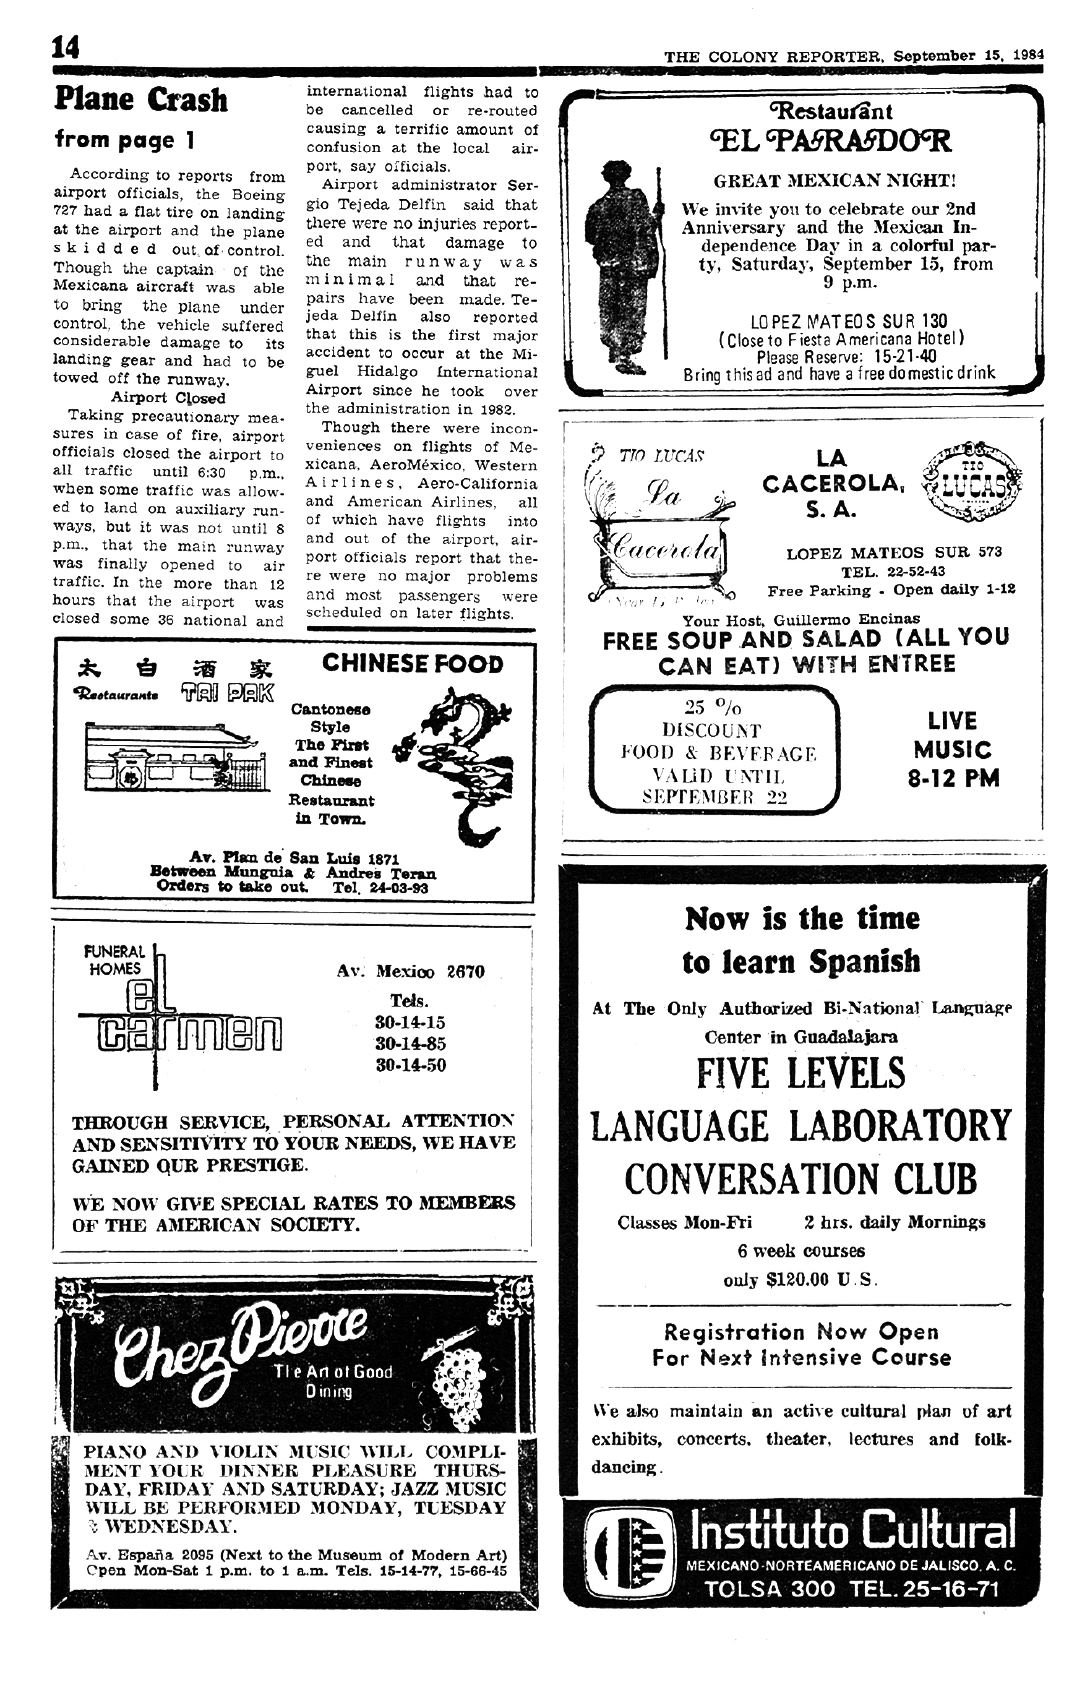 14
THE COLONY REPORTER, September 15, 1984
Plane Crash
from page 1
According to reports from
airport officials, the Boeing
727 had a flat tire on landing
at the airport and the plane
skidded out of control.
Though the captain of the
Mexicana aircraft was able
to bring the plane under
control, the vehicle suffered
considerable damage to its
landing gear and had to be
towed off the runway.
Airport Closed
Taking precautionary mea-
sures in case of fire, airport
officials closed the airport to
all traffic until 6:30 p.m.,
when some traffic was allow-
ed to land on auxiliary run-
ways, but it was not until 8
p.m., that the main runway
was finally opened to air
traffic. In the more than 12
hours that the airport was
closed some 36 national and
international flights had to
be cancelled or re-routed
causing a terrific amount of
confusion at the local air-
port, say officials.
Airport administrator Ser-
gio Tejeda Delfin said that
there were no injuries report-
ed and that damage to
the main runway was
minimal and that re-
pairs have been made. Te-
jeda Delfin also reported
that this is the first major
accident to occur at the Mi-
guel Hidalgo International
Airport since he took over
the administration in 1982.
Though there were incon-
veniences on flights of Me-
xicana, AeroMéxico, Western
Airlines, Aero-California
and American Airlines, all
of which have flights into
and out of the airport, air-
port officials report that the-
re were no major problems
and most passengers were
scheduled on later flights.
太白酒家
Restaurante TAI PAK
CHINESE FOOD
Cantonese
Style
The First
and Finest
Chinese
Restaurant
in Town.
Av. Plan de San Luis 1871
Between Munguia & Andres Teran
Orders to take out. Tel. 24-03-93
FUNERAL
HOMES
el
carmen
Av. Mexico 2670
Tels.
30-14-15
30-14-85
30-14-50
THROUGH SERVICE, PERSONAL ATTENTION
AND SENSITIVITY TO YOUR NEEDS, WE HAVE
GAINED OUR PRESTIGE.
WE NOW GIVE SPECIAL RATES TO MEMBERS
OF THE AMERICAN SOCIETY.
Chez Pierre
The Art of Good
Dining
PIANO AND VIOLIN MUSIC WILL COMPLI-
MENT YOUR DINNER PLEASURE THURS-
DAY, FRIDAY AND SATURDAY; JAZZ MUSIC
WILL BE PERFORMED MONDAY, TUESDAY
& WEDNESDAY.
Av. España 2095 (Next to the Museum of Modern Art)
Open Mon-Sat 1 p.m. to 1 a.m. Tels. 15-14-77, 15-66-45
Restaurant
EL PARRADOR
GREAT MEXICAN NIGHT!
We invite you to celebrate our 2nd
Anniversary and the Mexican In-
dependence Day in a colorful par-
ty, Saturday, September 15, from
9 p.m.
LOPEZ MATEOS SUR 130
(Close to Fiesta Americana Hotel)
Please Reserve: 15-21-40
Bring this ad and have a free domestic drink
TIO LUCAS
La
Cacerola
LA
CACEROLA,
S. A.
TIO
LUCAS
LOPEZ MATEOS SUR 573
TEL. 22-52-43
Free Parking - Open daily 1-12
Your Host, Guillermo Encinas
FREE SOUP AND SALAD (ALL YOU
CAN EAT) WITH ENTREE
25 %
DISCOUNT
FOOD & BEVERAGE
VALID UNTIL
SEPTEMBER 22
LIVE
MUSIC
8-12 PM
Now is the time
to learn Spanish
At The Only Authorized Bi-National Language
Center in Guadalajara
FIVE LEVELS
LANGUAGE LABORATORY
CONVERSATION CLUB
Classes Mon-Fri 2 hrs. daily Mornings
6 week courses
only $120.00 U.S.
Registration Now Open
For Next Intensive Course
We also maintain an active cultural plan of art
exhibits, concerts, theater, lectures and folk-
dancing.
Instituto Cultural
MEXICANO-NORTEAMERICANO DE JALISCO, A. C.
TOLSA 300 TEL. 25-16-71